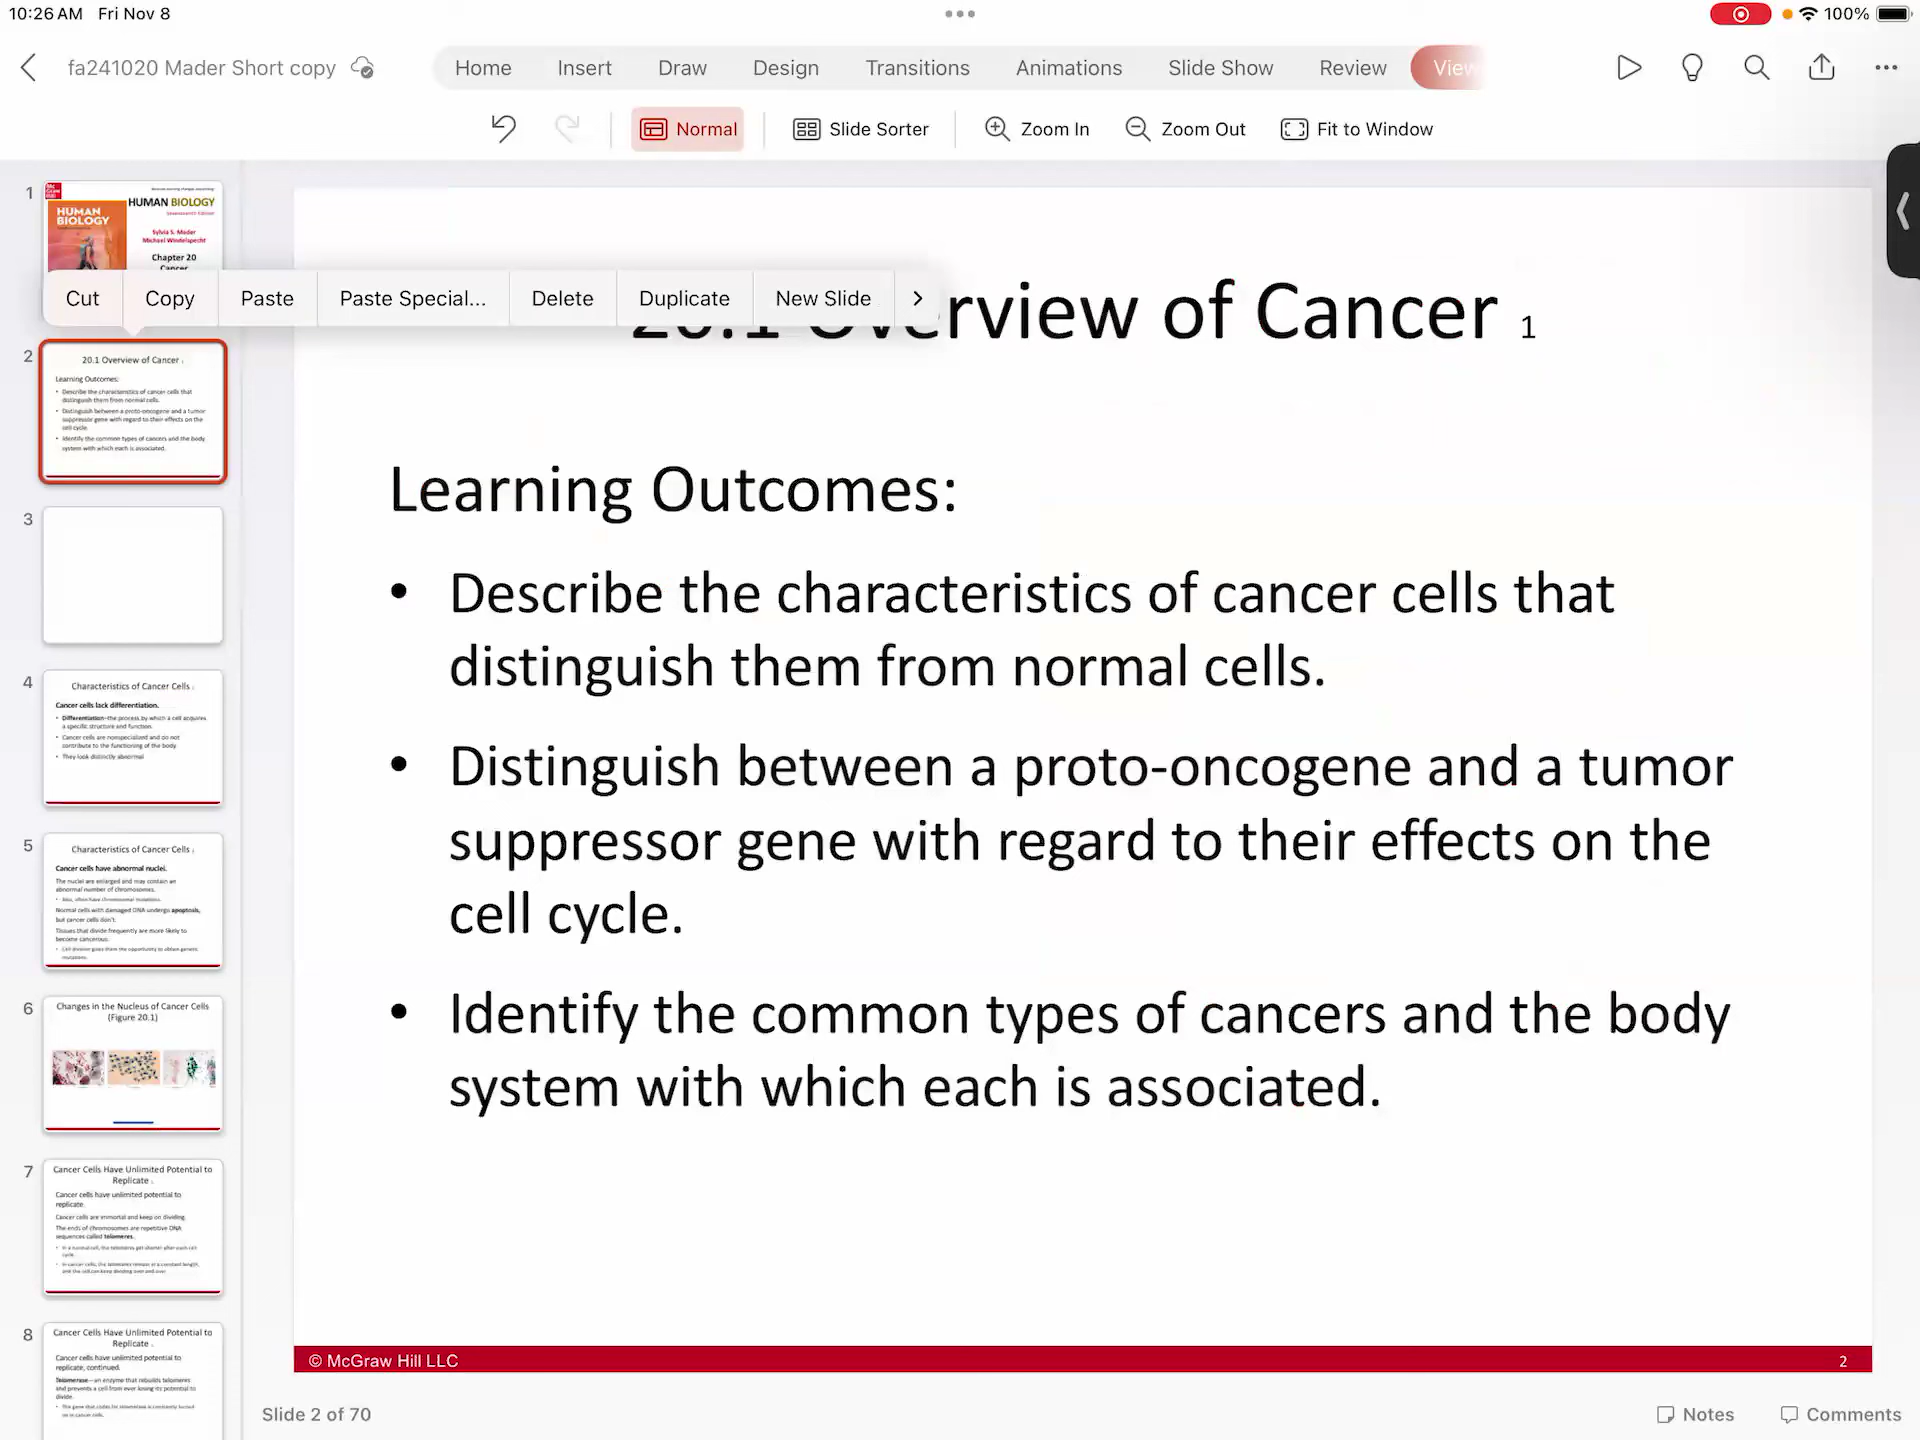 10:26 AM Fri Nov 8
100%
fa241020 Mader Short copy
Home Insert Draw Design Transitions Animations Slide Show Review View
Normal Slide Sorter Zoom In Zoom Out Fit to Window
1
HUMAN BIOLOGY
HUMAN BIOLOGY
Sylvia S. Mader
Michael Windelspecht
Chapter 20
Cancer
Cut Copy Paste Paste Special... Delete Duplicate New Slide
20.1 Overview of Cancer 1
2
20.1 Overview of Cancer
Learning Outcomes:
• Describe the characteristics of cancer cells that
distinguish them from normal cells.
• Distinguish between a proto-oncogene and a tumor
suppressor gene with regard to their effects on the
cell cycle.
• Identify the common types of cancers and the body
system with which each is associated.
3
4
Characteristics of Cancer Cells
Cancer cells lack differentiation.
• Differentiation–the process by which a cell acquires
a specific structure and function.
• Cancer cells are nonspecialized and do not
contribute to the functioning of the body
• They look distinctly abnormal
5
Characteristics of Cancer Cells
Cancer cells have abnormal nuclei.
The nuclei are enlarged and may contain an
abnormal number of chromosomes.
• Also, often have chromosomal mutations.
Normal cells with damaged DNA undergo apoptosis,
but cancer cells don't.
Tissues that divide frequently are more likely to
become cancerous.
• Cell division gives them the opportunity to obtain genetic
mutations.
6
Changes in the Nucleus of Cancer Cells
(Figure 20.1)
7
Cancer Cells Have Unlimited Potential to
Replicate
Cancer cells have unlimited potential to
replicate.
Cancer cells are immortal and keep on dividing.
The ends of chromosomes are repetitive DNA
sequences called telomeres.
• In a normal cell, the telomeres get shorter after each cell
cycle.
• In cancer cells, the telomeres remain at a constant length,
and the cell can keep dividing over and over
8
Cancer Cells Have Unlimited Potential to
Replicate
Cancer cells have unlimited potential to
replicate, continued.
Telomerase—an enzyme that rebuilds telomeres
and prevents a cell from ever losing its potential to
divide.
• The gene that codes for telomerase is constantly turned
on in cancer cells.
Learning Outcomes:
• Describe the characteristics of cancer cells that
distinguish them from normal cells.
• Distinguish between a proto-oncogene and a tumor
suppressor gene with regard to their effects on the
cell cycle.
• Identify the common types of cancers and the body
system with which each is associated.
© McGraw Hill LLC 2
Slide 2 of 70
Notes Comments